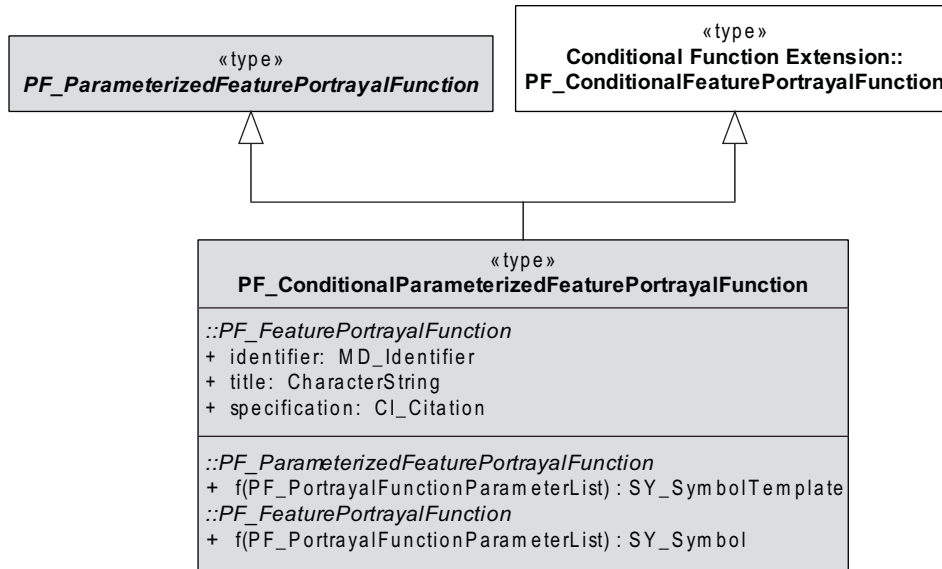 «type»
PF_ParameterizedFeaturePortrayalFunction
«type»
Conditional Function Extension::
PF_ConditionalFeaturePortrayalFunction
«type»
PF_ConditionalParameterizedFeaturePortrayalFunction
::PF_FeaturePortrayalFunction
+ identifier: MD_Identifier
+ title: CharacterString
+ specification: CI_Citation
::PF_ParameterizedFeaturePortrayalFunction
+ f(PF_PortrayalFunctionParameterList) : SY_SymbolTemplate
::PF_FeaturePortrayalFunction
+ f(PF_PortrayalFunctionParameterList) : SY_Symbol